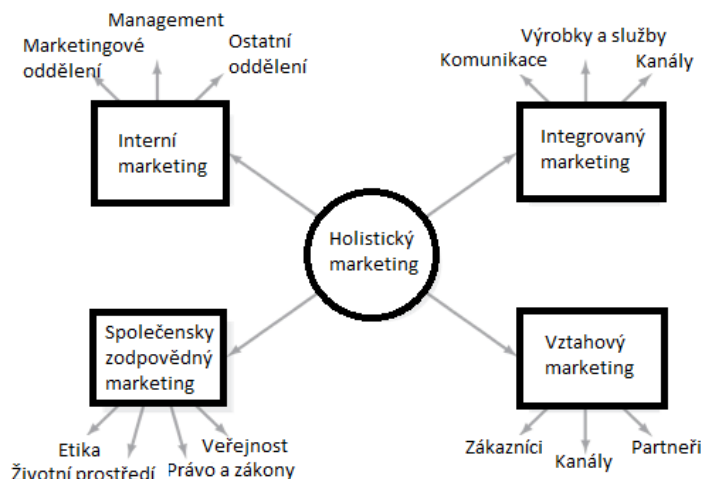 Management
Marketingové
oddělení
Ostatní
oddělení
Interní
marketing
Výrobky a služby
Komunikace
Kanály
Integrovaný
marketing
Holistický
marketing
Společensky
zodpovědný
marketing
Etika
Veřejnost
Životní prostředí
Právo a zákony
Vztahový
marketing
Zákazníci
Partneři
Kanály